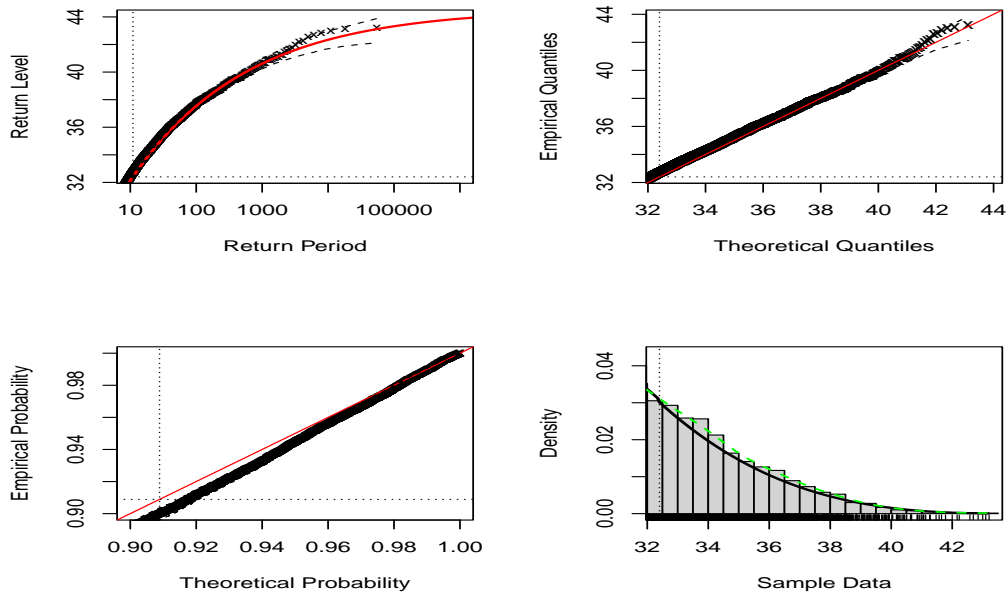 44
40
36
32
Return Level
10 100 1000 100000
Return Period
44
40
36
32
Empirical Quantiles
32 34 36 38 40 42 44
Theoretical Quantiles
0.98
0.94
0.90
Empirical Probability
0.90 0.92 0.94 0.96 0.98 1.00
Theoretical Probability
0.04
0.02
0.00
Density
32 34 36 38 40 42
Sample Data